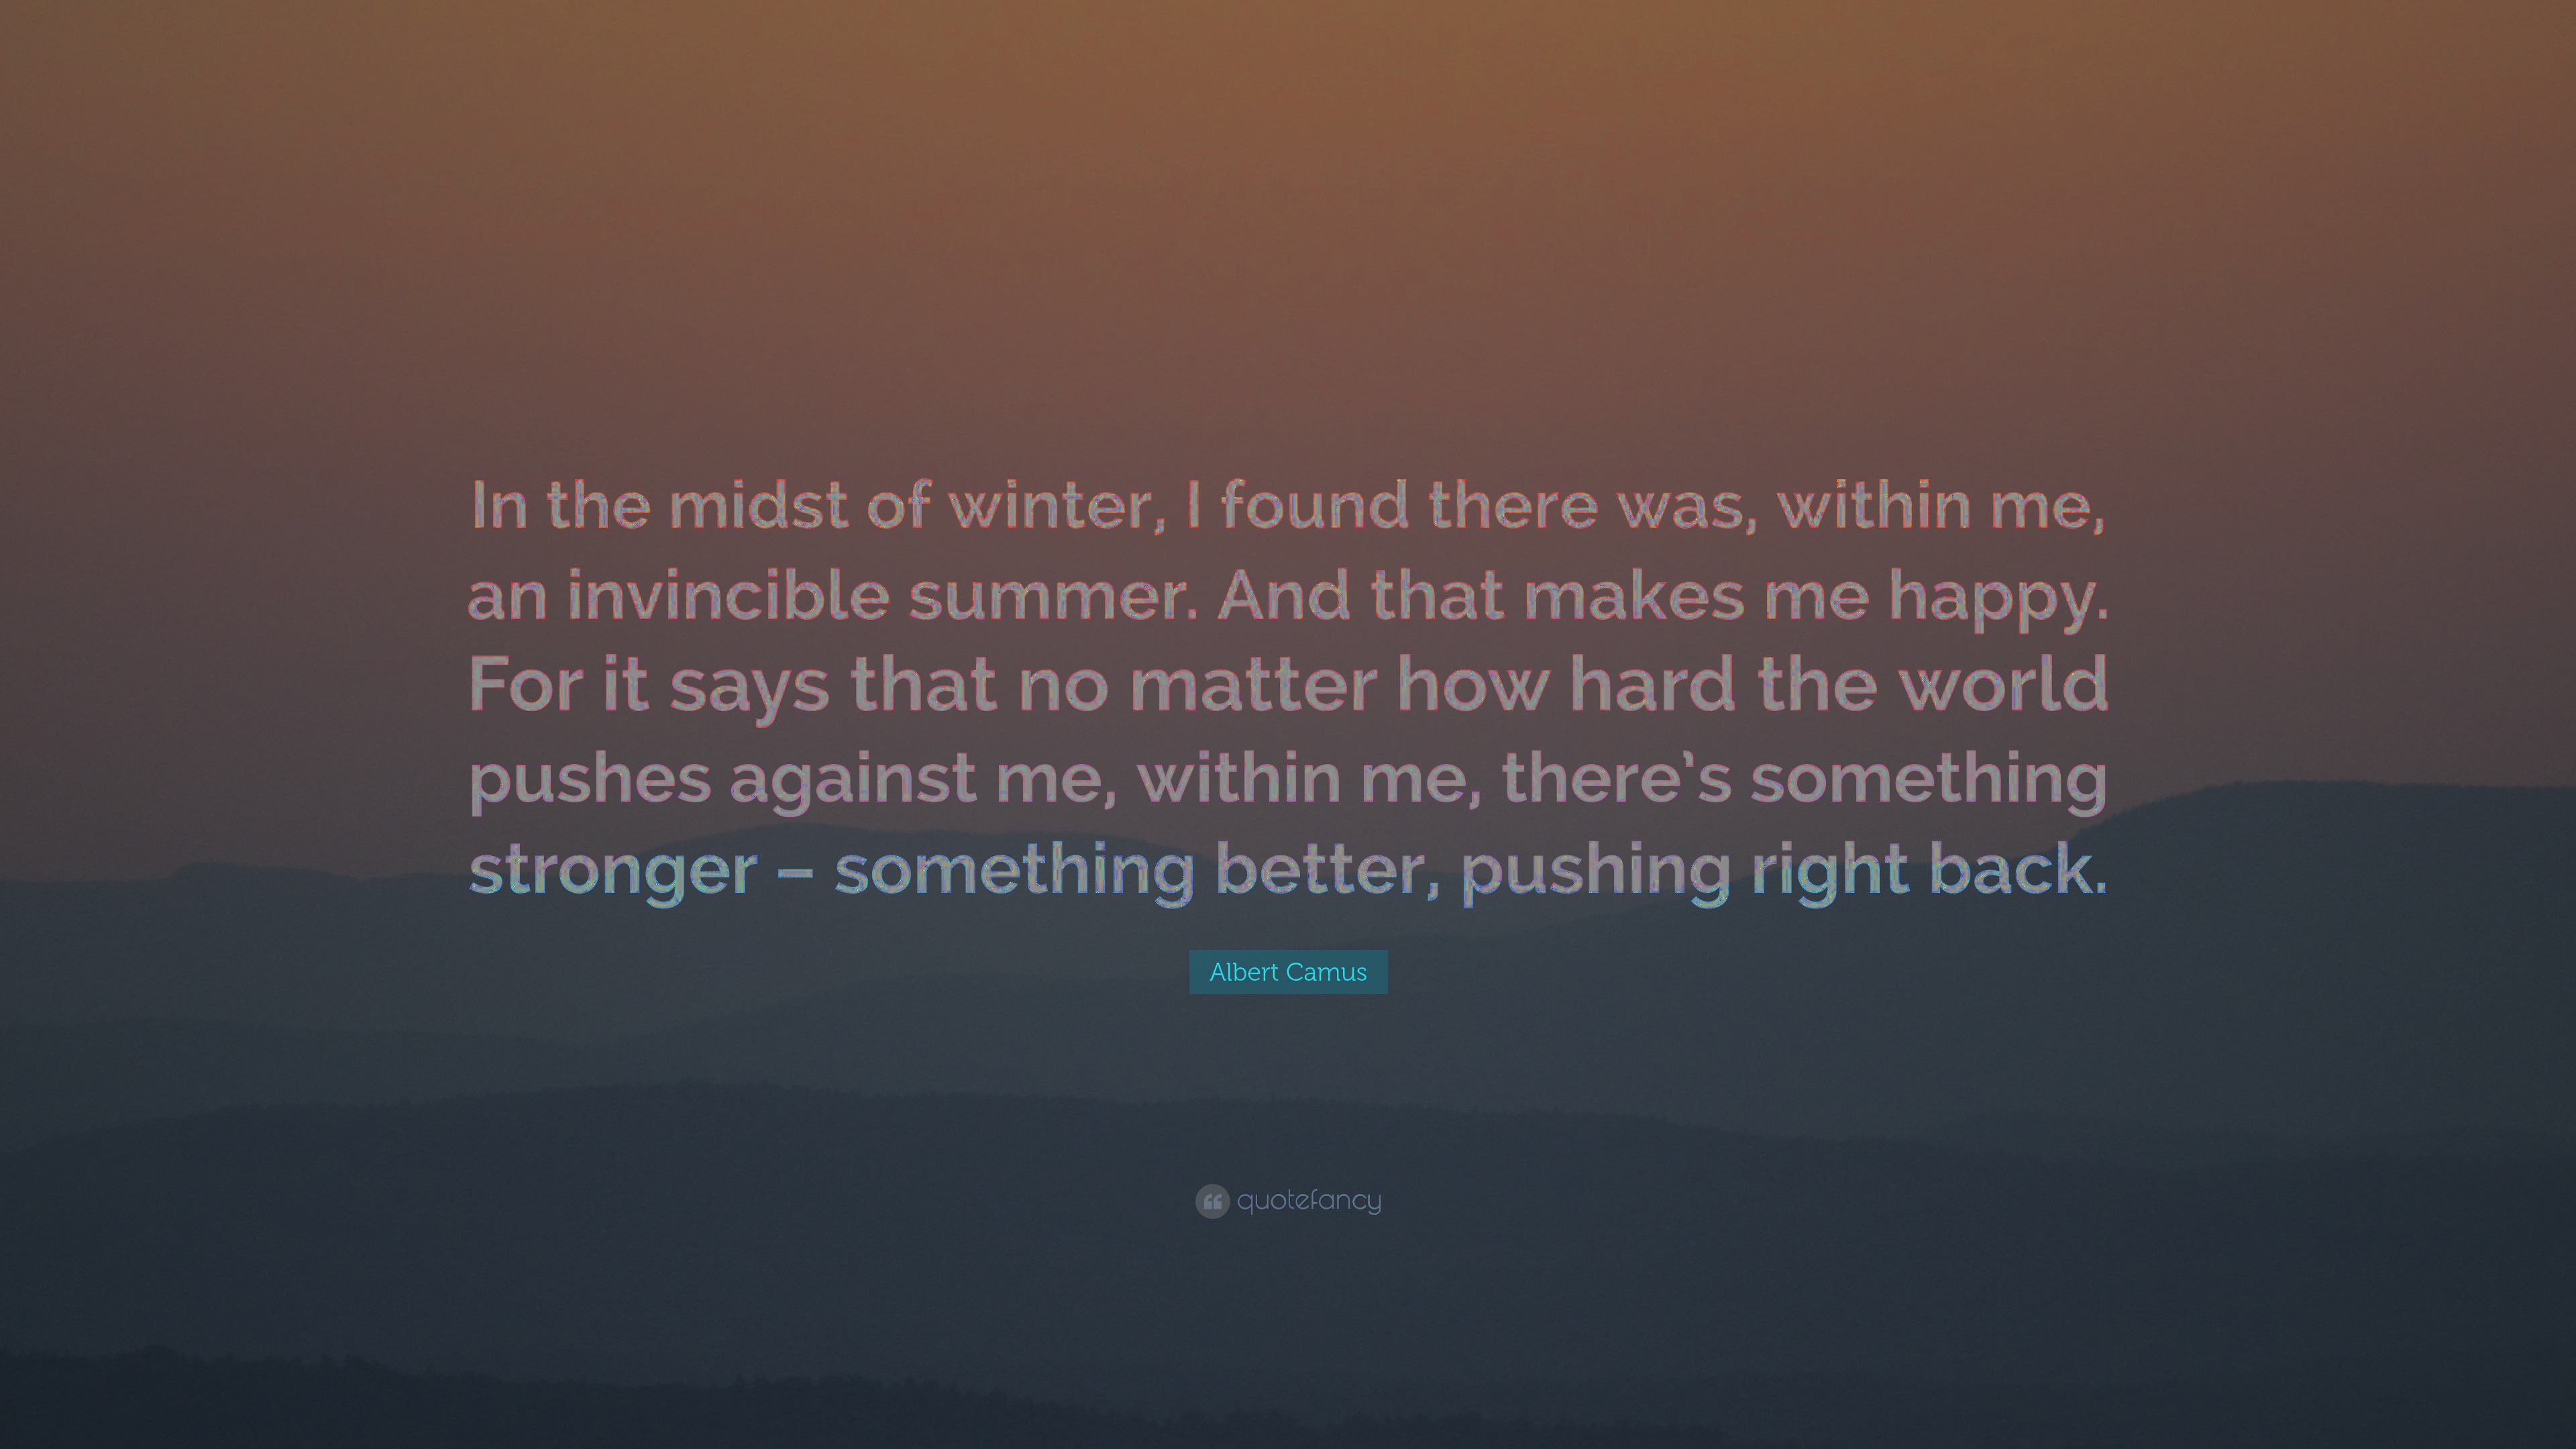 In the midst of winter, I found there was, within me,
an invincible summer. And that makes me happy.
For it says that no matter how hard the world
pushes against me, within me, there’s something
stronger – something better, pushing right back.
Albert Camus
quotefancy